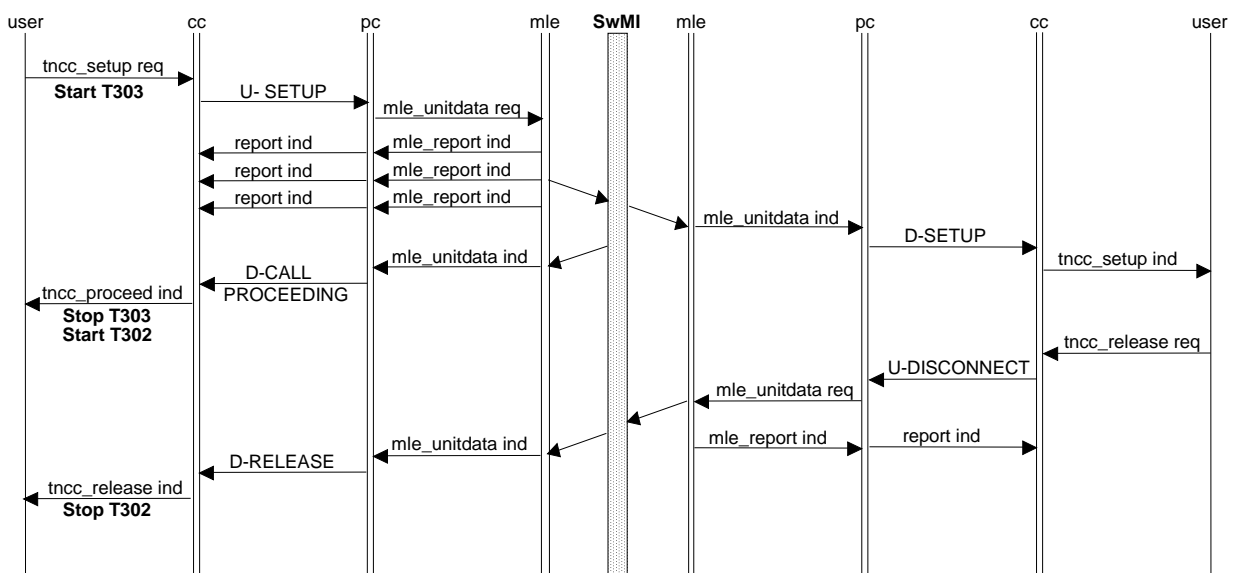 user cc pc mle SwMI mle pc cc user
tncc_setup req
Start T303
U- SETUP
mle_unitdata req
report ind mle_report ind
report ind mle_report ind
report ind mle_report ind
mle_unitdata ind
D-SETUP
tncc_setup ind
mle_unitdata ind
D-CALL
PROCEEDING
tncc_proceed ind
Stop T303
Start T302
tncc_release req
U-DISCONNECT
mle_unitdata req
mle_report ind report ind
mle_unitdata ind
D-RELEASE
tncc_release ind
Stop T302